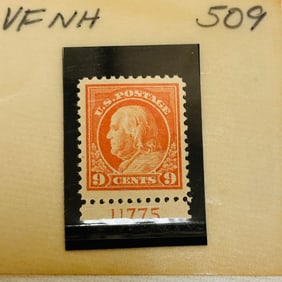 VF NH 509
U.S. POSTAGE
9 CENTS 9
11775